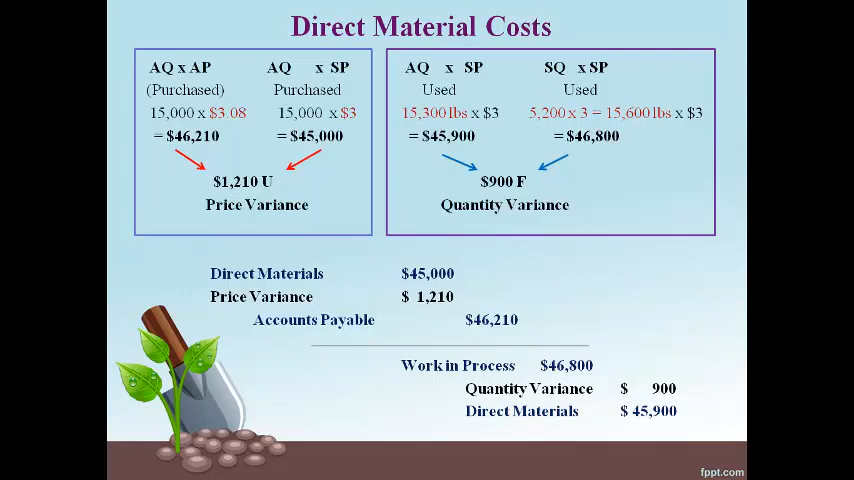 Direct Material Costs
AQ x AP AQ x SP
(Purchased) Purchased
15,000 x $3.08 15,000 x $3
= $46,210 = $45,000
$1,210 U
Price Variance
AQ x SP SQ x SP
Used Used
15,300 lbs x $3 5,200 x 3 = 15,600 lbs x $3
= $45,900 = $46,800
$900 F
Quantity Variance
Direct Materials $45,000
Price Variance $ 1,210
Accounts Payable $46,210
Work in Process $46,800
Quantity Variance $ 900
Direct Materials $ 45,900
fppt.com